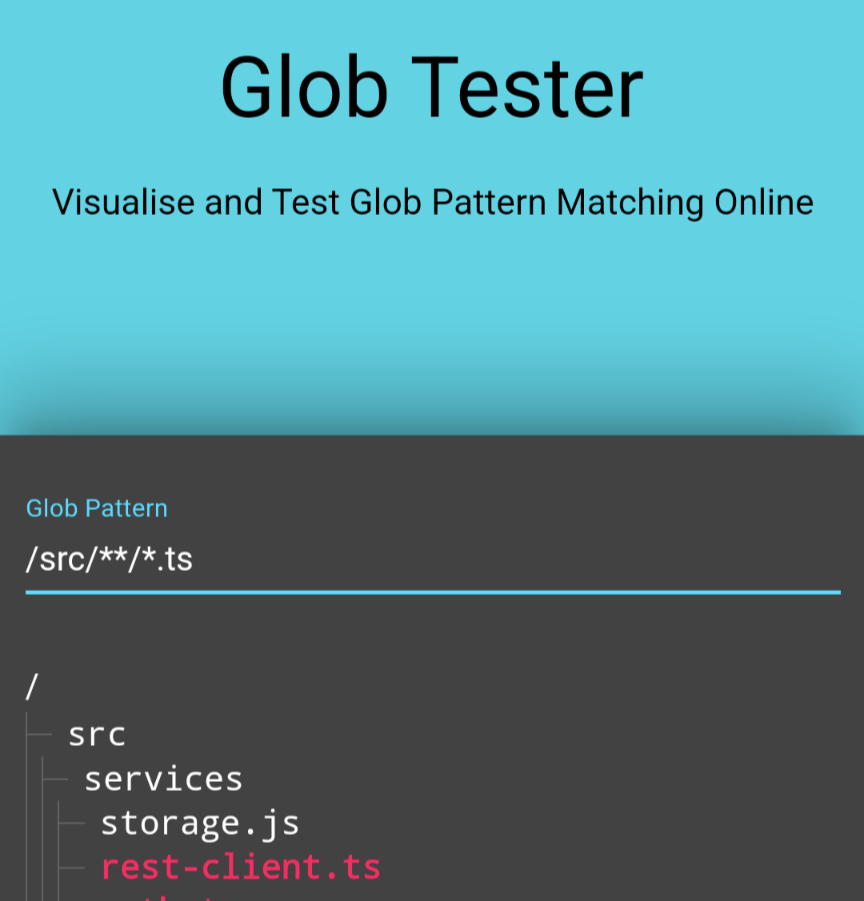 Glob Tester
Visualise and Test Glob Pattern Matching Online
Glob Pattern
/src/**/*.ts
/
src
services
storage.js
rest-client.ts